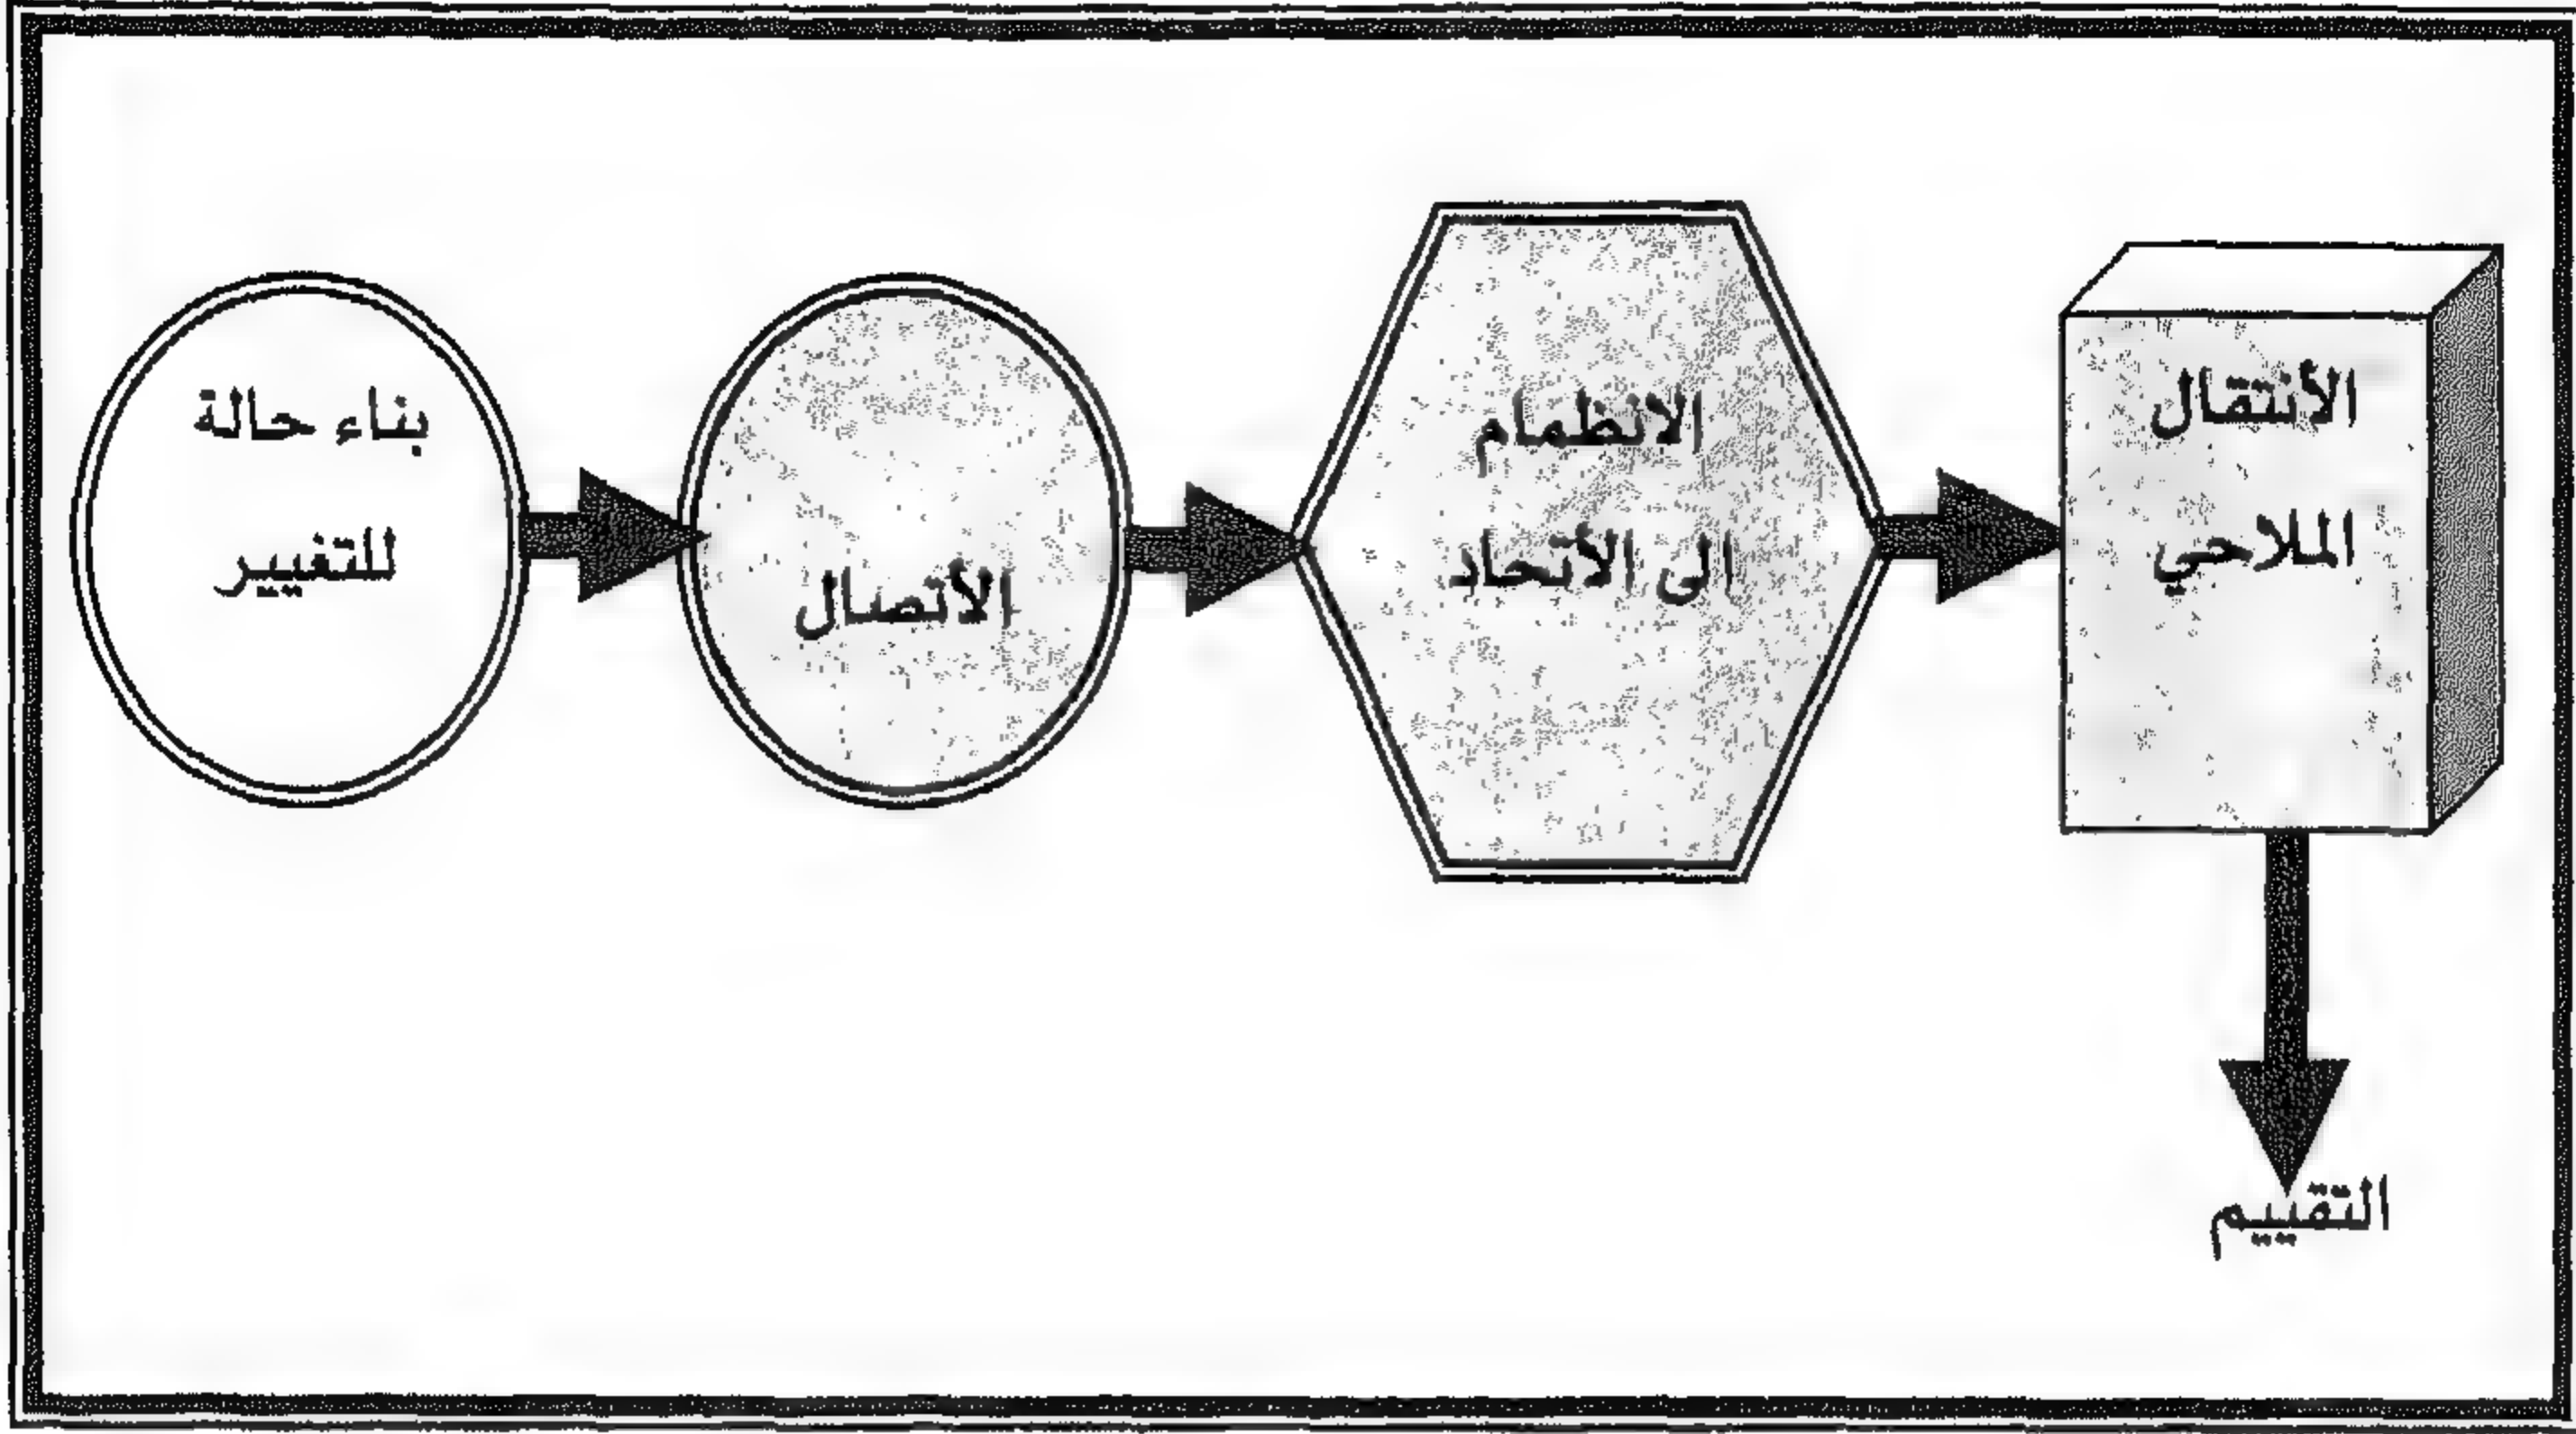 بناء حالة
للتغيير
الأتصال
الانظمام
الى الأتحاد
الأنتقال
الملاحي
التقييم